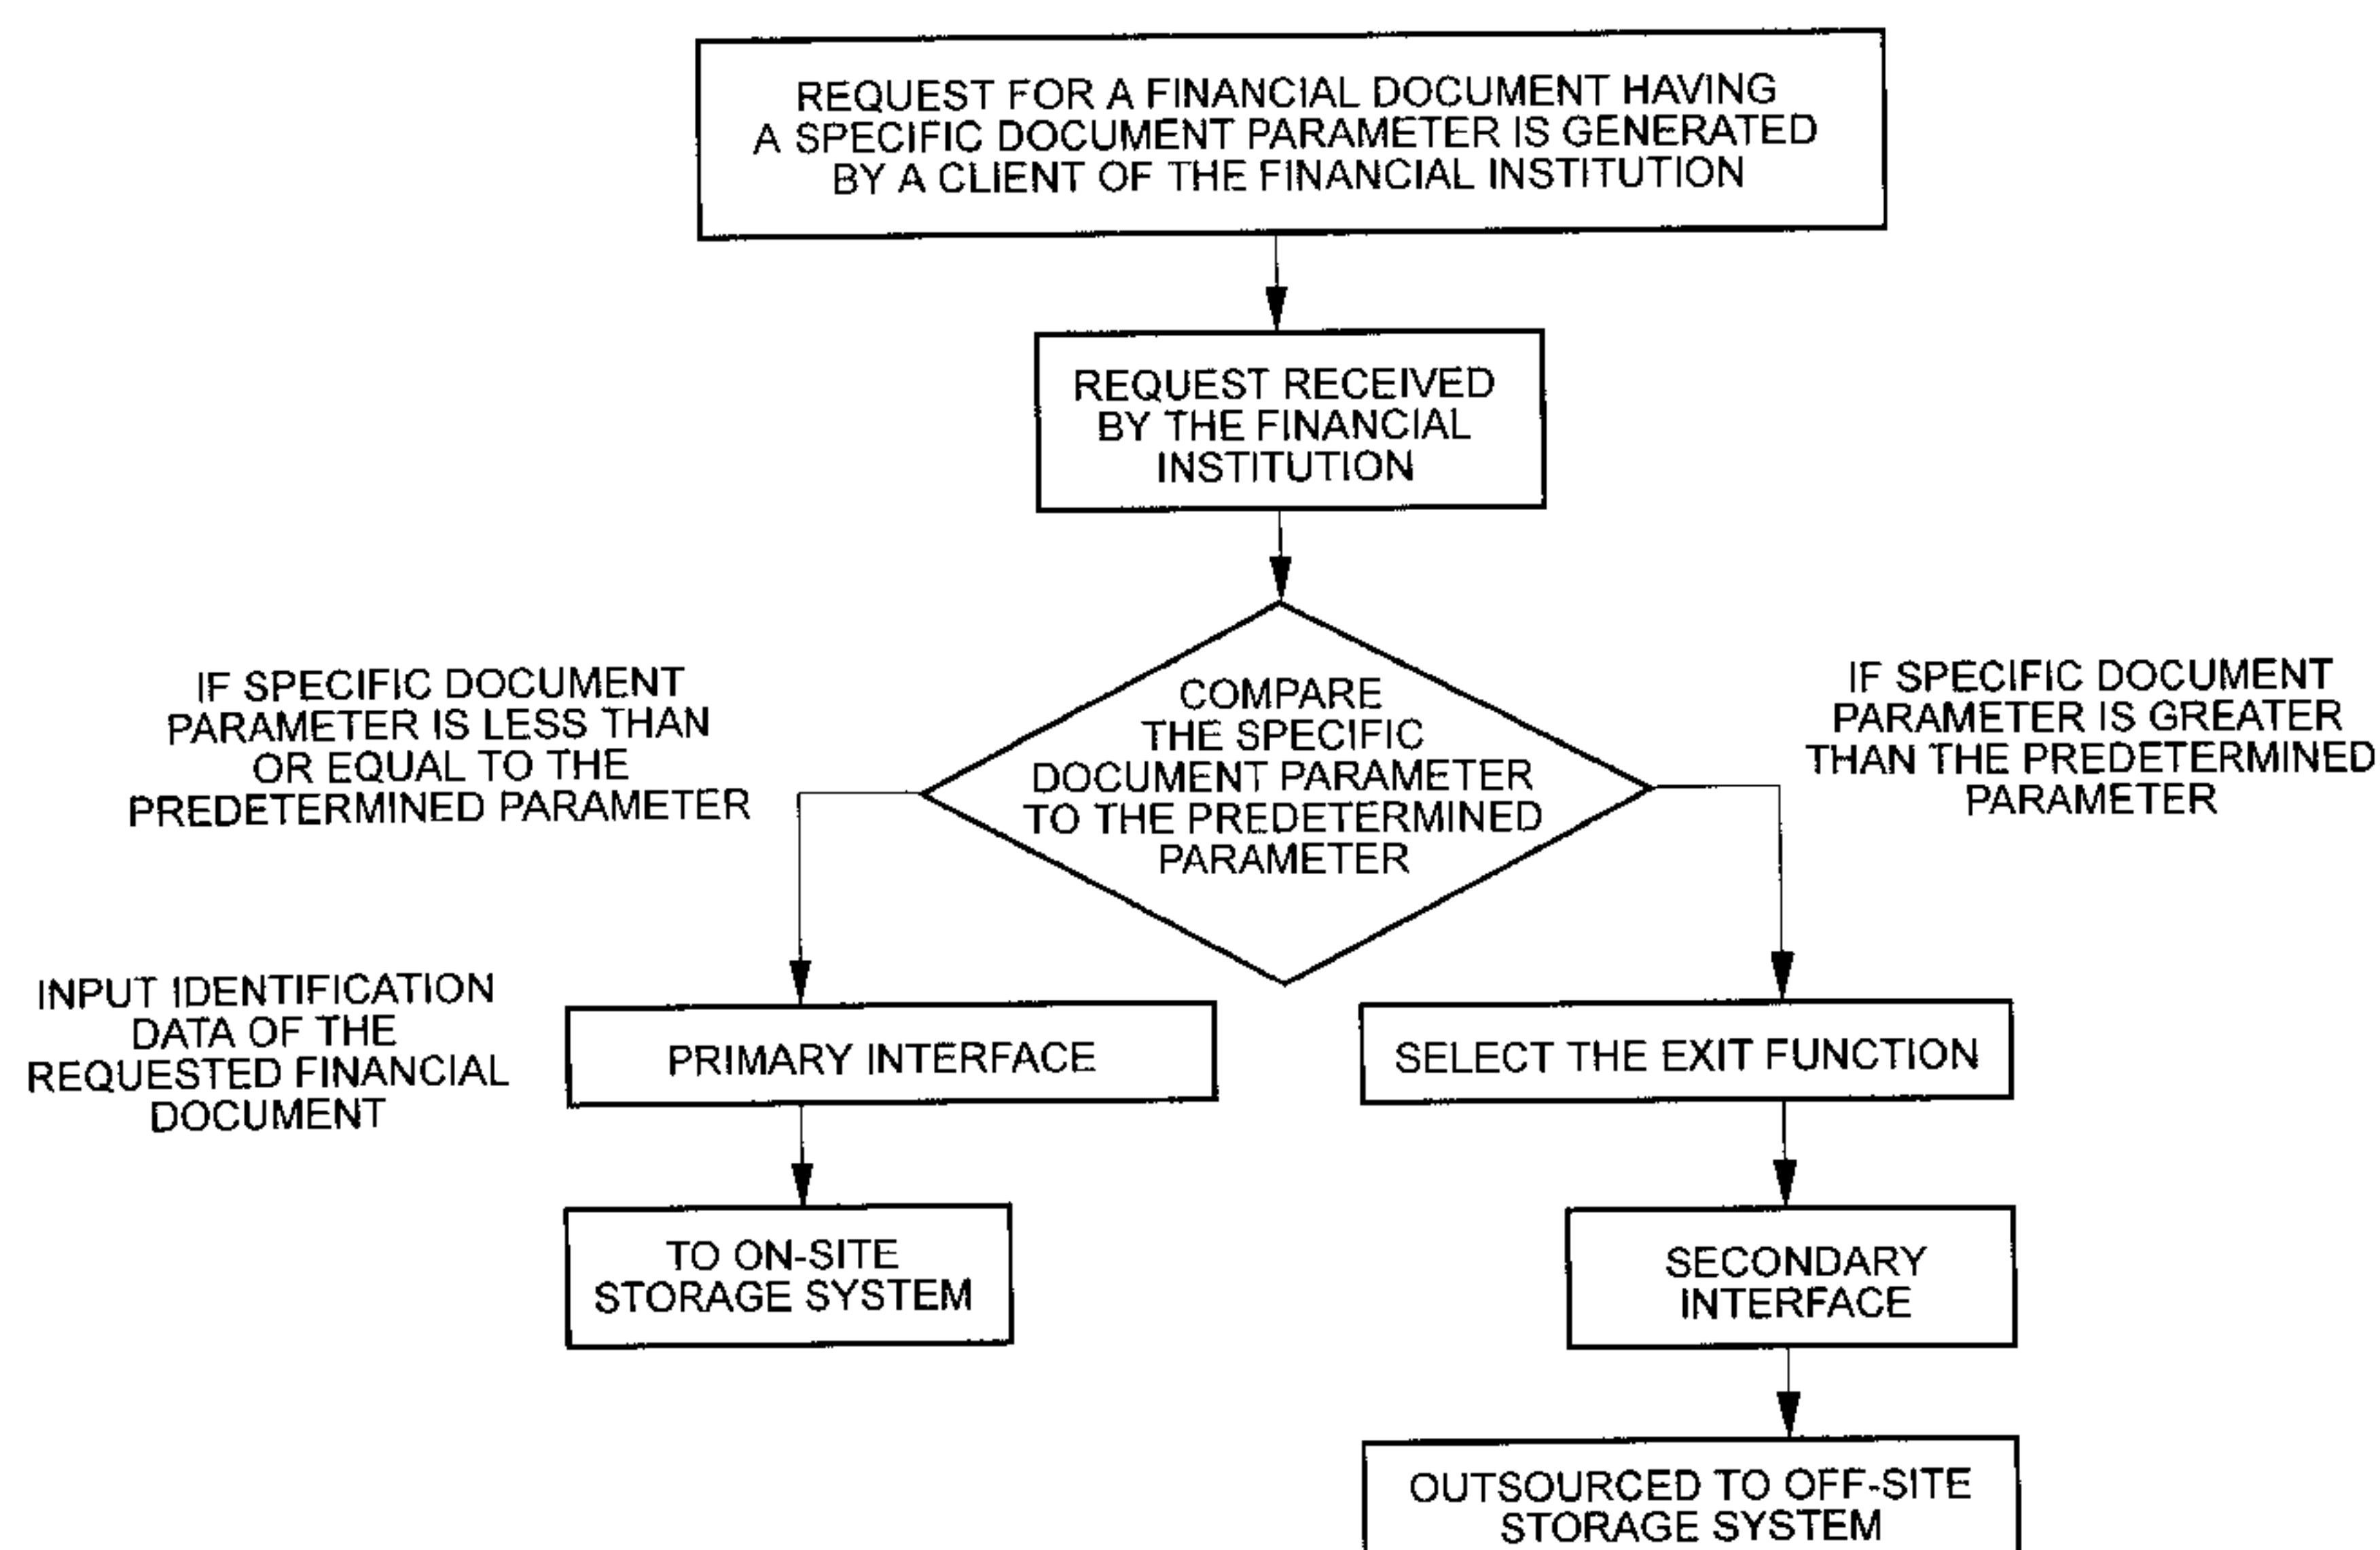 REQUEST FOR A FINANCIAL DOCUMENT HAVING
A SPECIFIC DOCUMENT PARAMETER IS GENERATED
BY A CLIENT OF THE FINANCIAL INSTITUTION
REQUEST RECEIVED
BY THE FINANCIAL
INSTITUTION
IF SPECIFIC DOCUMENT
PARAMETER IS LESS THAN
OR EQUAL TO THE
PREDETERMINED PARAMETER
COMPARE
THE SPECIFIC
DOCUMENT PARAMETER
TO THE PREDETERMINED
PARAMETER
IF SPECIFIC DOCUMENT
PARAMETER IS GREATER
THAN THE PREDETERMINED
PARAMETER
INPUT IDENTIFICATION
DATA OF THE
REQUESTED FINANCIAL
DOCUMENT
PRIMARY INTERFACE
SELECT THE EXIT FUNCTION
TO ON-SITE
STORAGE SYSTEM
SECONDARY
INTERFACE
OUTSOURCED TO OFF-SITE
STORAGE SYSTEM